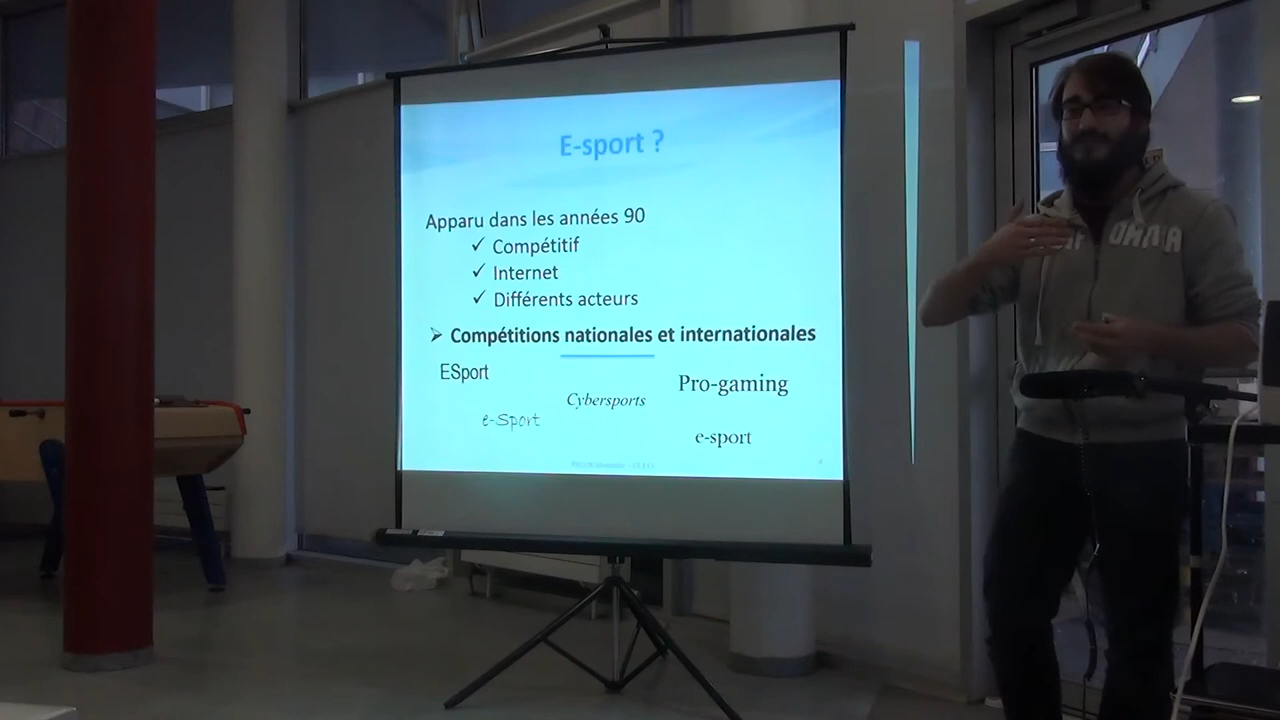 E-sport ?
Apparu dans les années 90
✓ Compétitif
✓ Internet
✓ Différents acteurs
➢ Compétitions nationales et internationales
ESport
Cybersports
Pro-gaming
e-Sport
e-sport